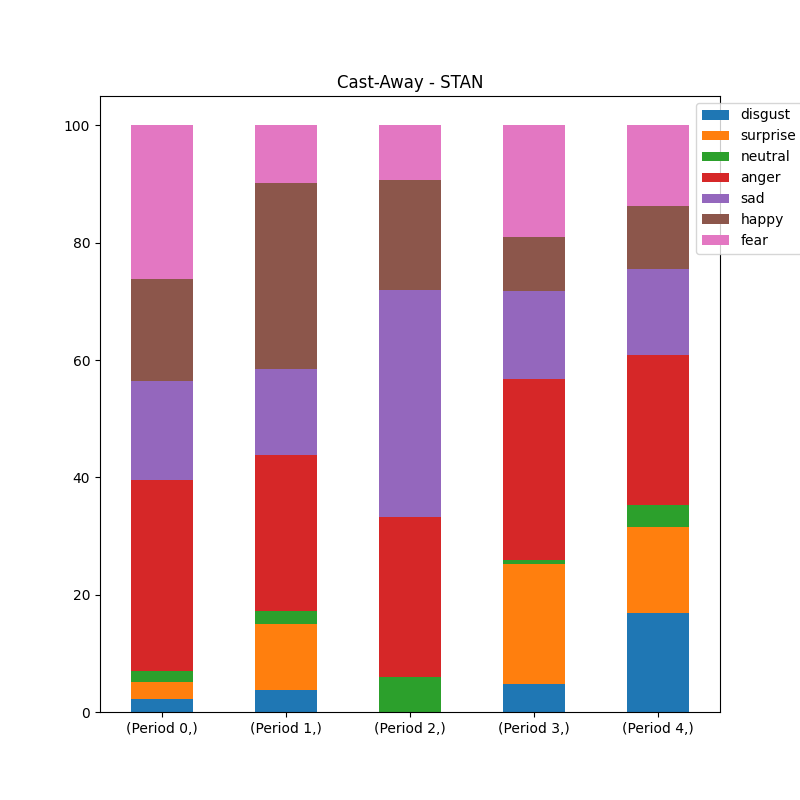 Cast-Away - STAN
disgust
surprise
neutral
anger
sad
happy
fear
100
80
60
40
20
0
(Period 0,)
(Period 1,)
(Period 2,)
(Period 3,)
(Period 4,)